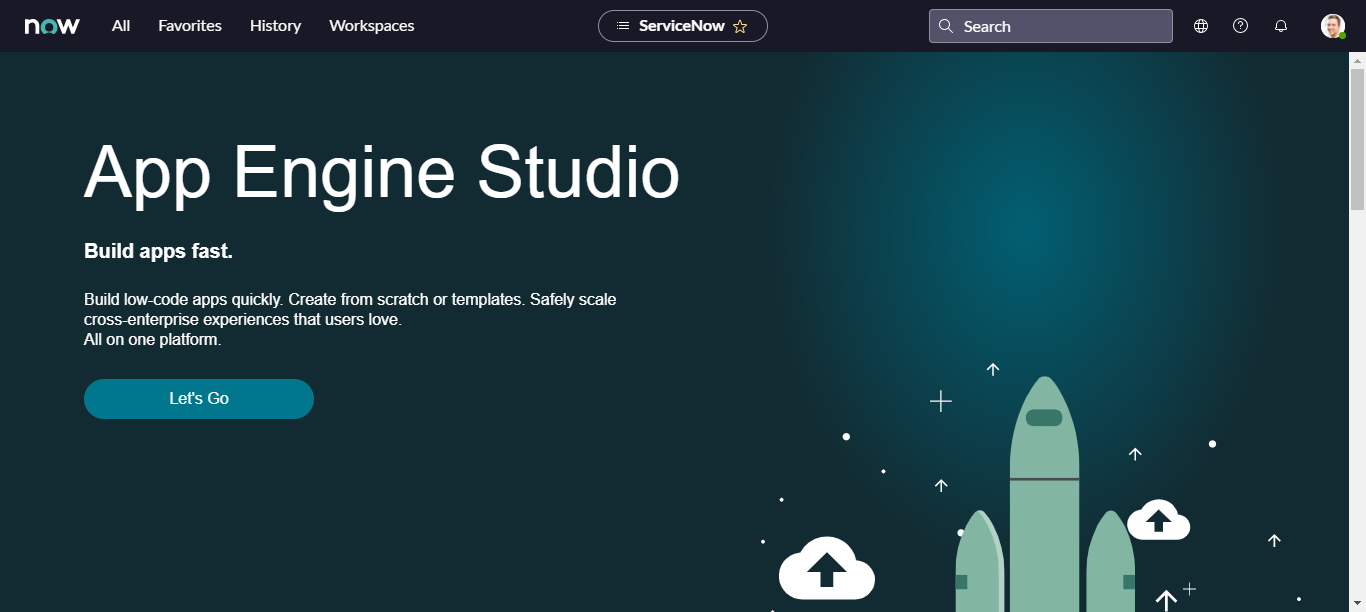 now All Favorites History Workspaces ServiceNow Search
App Engine Studio
Build apps fast.
Build low-code apps quickly. Create from scratch or templates. Safely scale
cross-enterprise experiences that users love.
All on one platform.
Let's Go